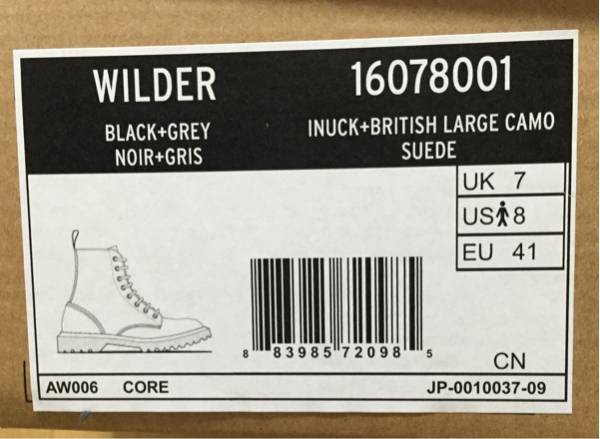 WILDER
BLACK+GREY
NOIR+GRIS
16078001
INUCK+BRITISH LARGE CAMO
SUEDE
UK 7
US 8
EU 41
8 83985 72098 5
CN
AW006 CORE
JP-0010037-09